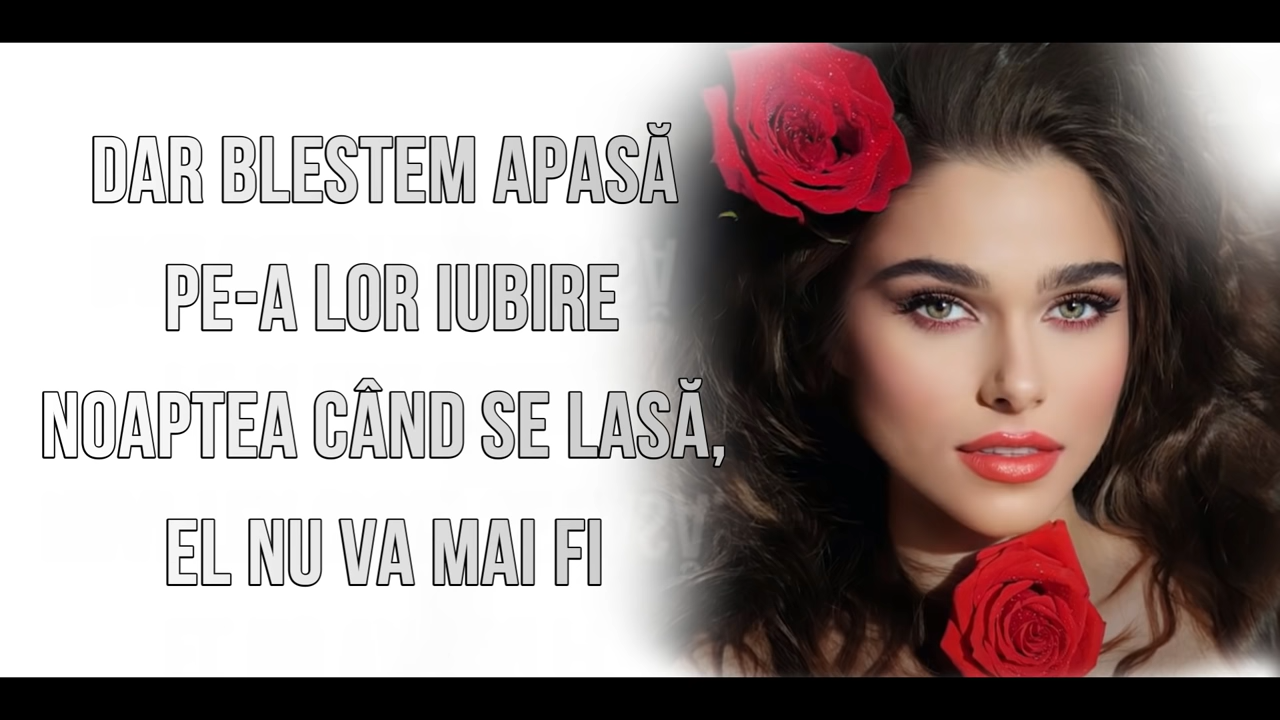 DAR BLESTEM APASĂ
PE-A LOR IUBIRE
NOAPTEA CÂND SE LASĂ,
EL NU VA MAI FI